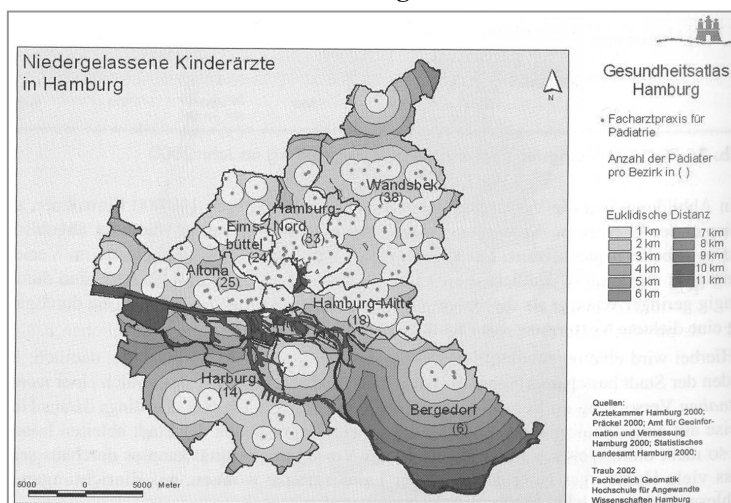 Niedergelassene Kinderärzte
in Hamburg
N
Wandsbek
(38)
Hamburg-
Nord
(33)
Eims-
büttel
(24)
Altona
(25)
Hamburg-Mitte
(18)
Harburg
(14)
Bergedorf
(6)
5000 0 5000 Meter
Gesundheitsatlas
Hamburg
Facharztpraxis für
Pädiatrie
Anzahl der Pädiater
pro Bezirk in ( )
Euklidische Distanz
1 km
2 km
3 km
4 km
5 km
6 km
7 km
8 km
9 km
10 km
11 km
Quellen:
Ärztekammer Hamburg 2000;
Präckel 2000; Amt für Geoinfor-
mation und Vermessung
Hamburg 2000; Statistisches
Landesamt Hamburg 2000;
Traub 2002
Fachbereich Geomatik
Hochschule für Angewandte
Wissenschaften Hamburg